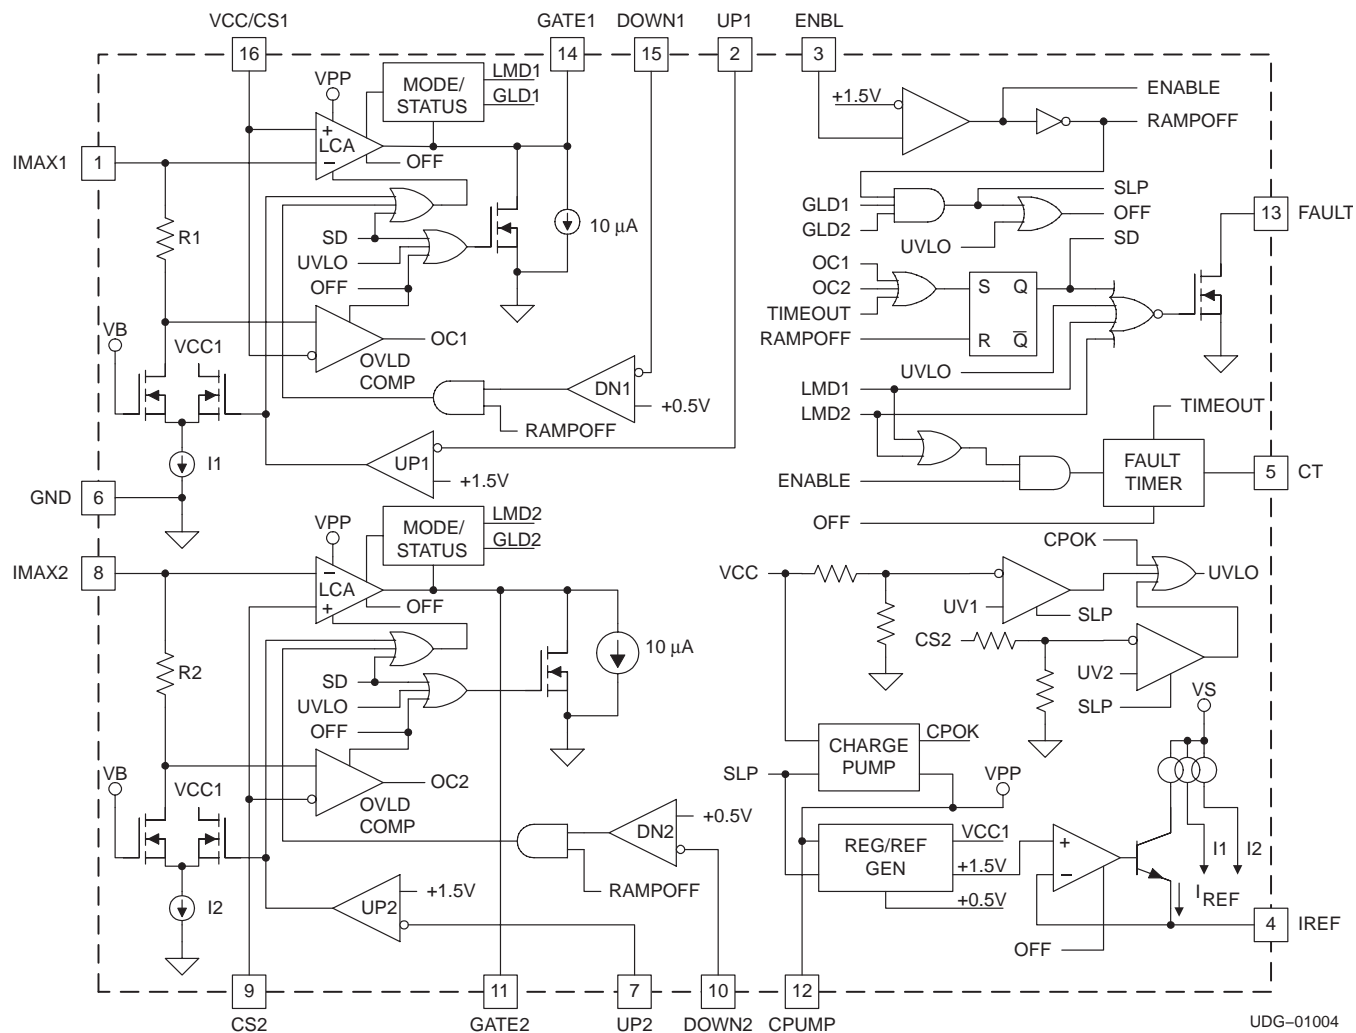 VCC/CS1
GATE1
DOWN1
UP1
ENBL
16
14
15
2
3
VPP
MODE/
STATUS
LMD1
GLD1
+
LCA
−
OFF
IMAX1
1
R1
SD
UVLO
OFF
10 μA
VB
VCC1
OC1
OVLD
COMP
DN1
+0.5V
RAMPOFF
UP1
+1.5V
I1
GND
6
+1.5V
ENABLE
RAMPOFF
GLD1
GLD2
SLP
OFF
UVLO
SD
13
FAULT
OC1
OC2
TIMEOUT
RAMPOFF
S
Q
R
Q̅
UVLO
LMD1
LMD2
TIMEOUT
ENABLE
FAULT
TIMER
5
CT
OFF
IMAX2
8
VPP
MODE/
STATUS
LMD2
GLD2
−
LCA
+
OFF
R2
SD
UVLO
OFF
10 μA
VB
VCC1
OC2
OVLD
COMP
DN2
+0.5V
RAMPOFF
+1.5V
UP2
I2
CPOK
VCC
UVLO
UV1
SLP
CS2
UV2
SLP
VS
CHARGE
PUMP
CPOK
SLP
VPP
REG/REF
GEN
VCC1
+1.5V
+0.5V
+
−
I1
I2
IREF
OFF
4
IREF
9
11
7
10
12
CS2
GATE2
UP2
DOWN2
CPUMP
UDG–01004